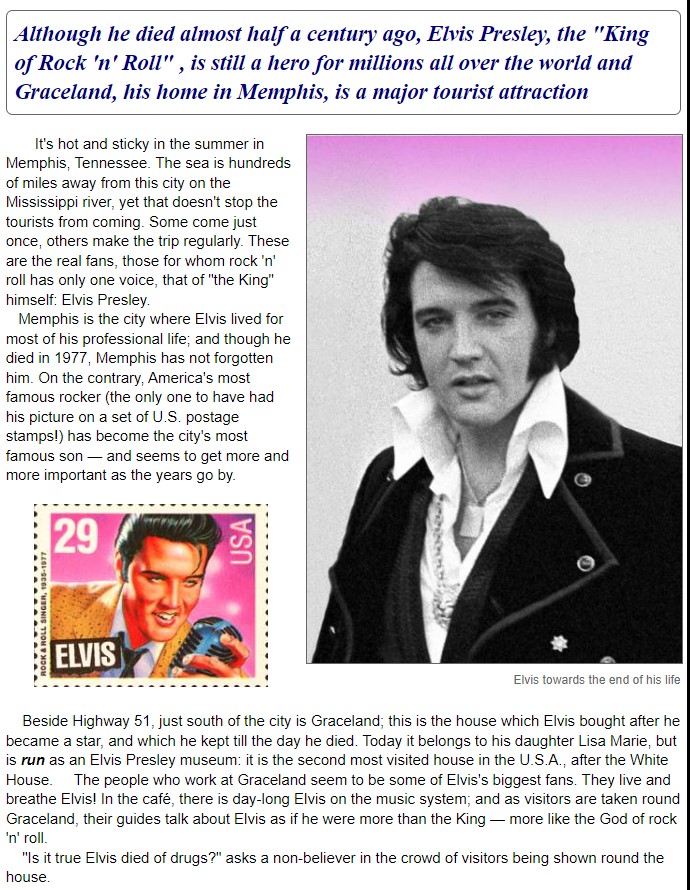 Although he died almost half a century ago, Elvis Presley, the "King
of Rock 'n' Roll" , is still a hero for millions all over the world and
Graceland, his home in Memphis, is a major tourist attraction
It's hot and sticky in the summer in
Memphis, Tennessee. The sea is hundreds
of miles away from this city on the
Mississippi river, yet that doesn't stop the
tourists from coming. Some come just
once, others make the trip regularly. These
are the real fans, those for whom rock 'n'
roll has only one voice, that of "the King"
himself: Elvis Presley.
Memphis is the city where Elvis lived for
most of his professional life; and though he
died in 1977, Memphis has not forgotten
him. On the contrary, America's most
famous rocker (the only one to have had
his picture on a set of U.S. postage
stamps!) has become the city's most
famous son — and seems to get more and
more important as the years go by.
29
USA
ROCK & ROLL SINGER, 1935-1977
ELVIS
Elvis towards the end of his life
Beside Highway 51, just south of the city is Graceland; this is the house which Elvis bought after he
became a star, and which he kept till the day he died. Today it belongs to his daughter Lisa Marie, but
is run as an Elvis Presley museum: it is the second most visited house in the U.S.A., after the White
House. The people who work at Graceland seem to be some of Elvis's biggest fans. They live and
breathe Elvis! In the café, there is day-long Elvis on the music system; and as visitors are taken round
Graceland, their guides talk about Elvis as if he were more than the King — more like the God of rock
'n' roll.
"Is it true Elvis died of drugs?" asks a non-believer in the crowd of visitors being shown round the
house.